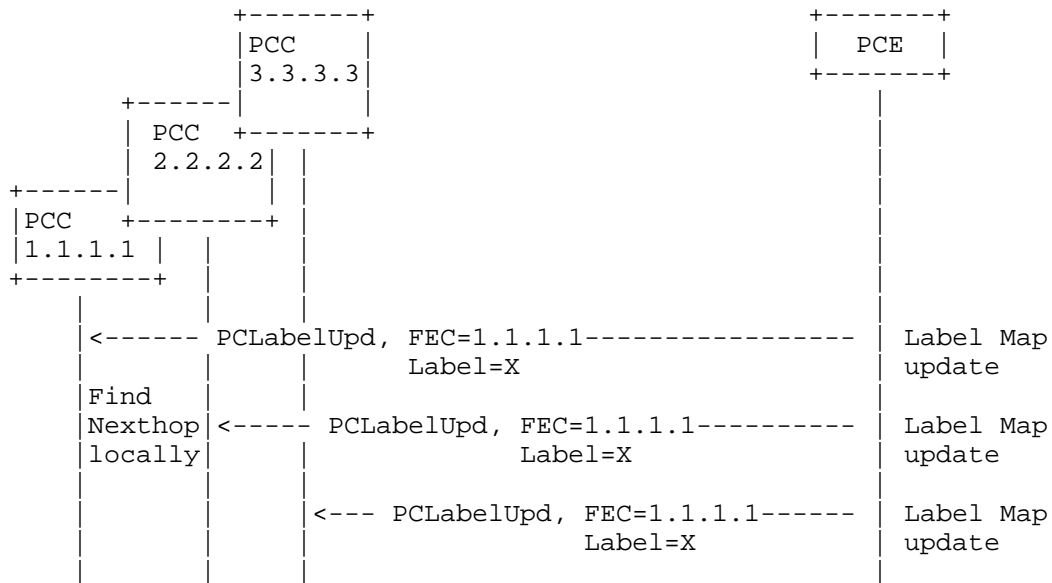 PCC PCE
3.3.3.3
PCC
2.2.2.2
PCC
1.1.1.1
<------ PCLabelUpd, FEC=1.1.1.1----------------- Label Map
Label=X update
Find
Nexthop <----- PCLabelUpd, FEC=1.1.1.1---------- Label Map
locally Label=X update
<--- PCLabelUpd, FEC=1.1.1.1------ Label Map
Label=X update